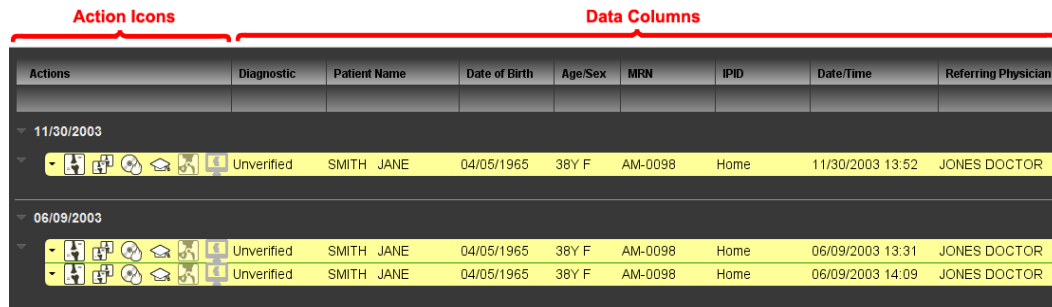 Action Icons Data Columns
Actions Diagnostic Patient Name Date of Birth Age/Sex MRN IPID Date/Time Referring Physician
11/30/2003
Unverified SMITH JANE 04/05/1965 38Y F AM-0098 Home 11/30/2003 13:52 JONES DOCTOR
06/09/2003
Unverified SMITH JANE 04/05/1965 38Y F AM-0098 Home 06/09/2003 13:31 JONES DOCTOR
Unverified SMITH JANE 04/05/1965 38Y F AM-0098 Home 06/09/2003 14:09 JONES DOCTOR